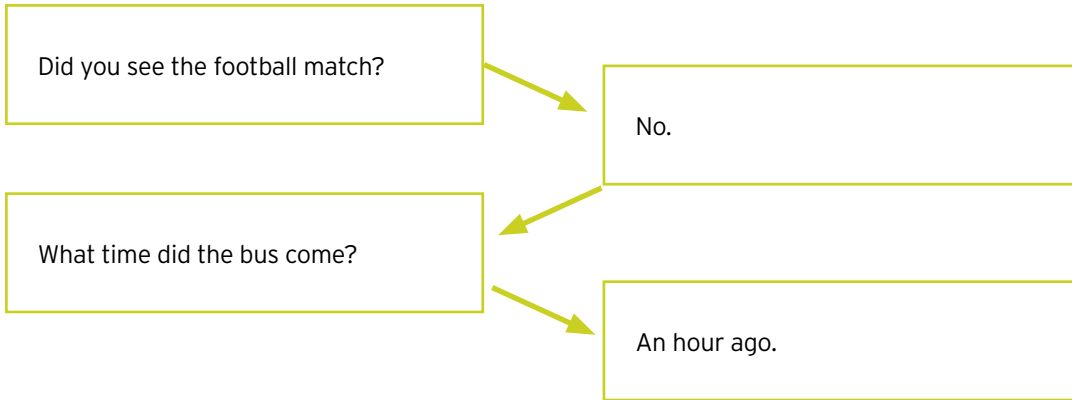 Did you see the football match?
No.
What time did the bus come?
An hour ago.